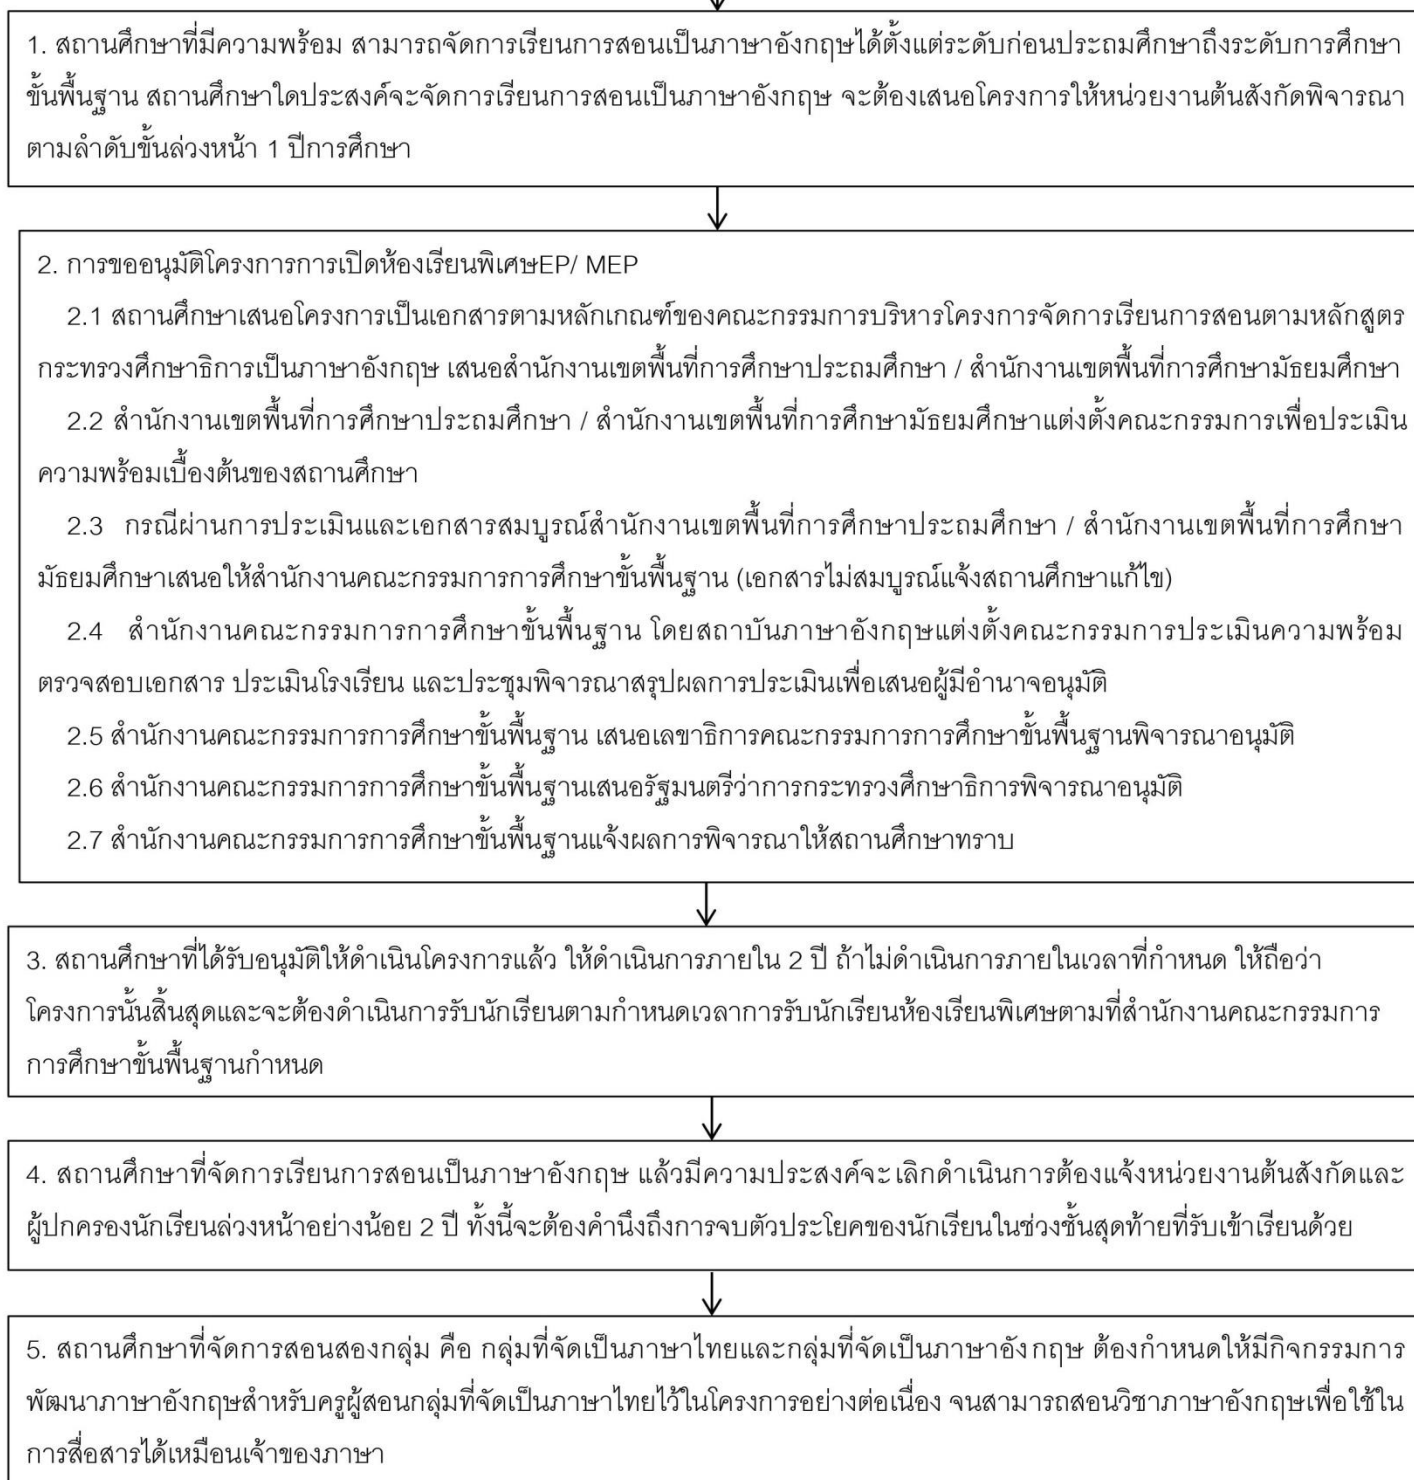 1. สถานศึกษาที่มีความพร้อม สามารถจัดการเรียนการสอนเป็นภาษาอังกฤษได้ตั้งแต่ระดับก่อนประถมศึกษาถึงระดับการศึกษา
ขั้นพื้นฐาน สถานศึกษาใดประสงค์จะจัดการเรียนการสอนเป็นภาษาอังกฤษ จะต้องเสนอโครงการให้หน่วยงานต้นสังกัดพิจารณา
ตามลำดับขั้นล่วงหน้า 1 ปีการศึกษา
2. การขออนุมัติโครงการการเปิดห้องเรียนพิเศษEP/ MEP
2.1 สถานศึกษาเสนอโครงการเป็นเอกสารตามหลักเกณฑ์ของคณะกรรมการบริหารโครงการจัดการเรียนการสอนตามหลักสูตร
กระทรวงศึกษาธิการเป็นภาษาอังกฤษ เสนอสำนักงานเขตพื้นที่การศึกษาประถมศึกษา / สำนักงานเขตพื้นที่การศึกษามัธยมศึกษา
2.2 สำนักงานเขตพื้นที่การศึกษาประถมศึกษา / สำนักงานเขตพื้นที่การศึกษามัธยมศึกษาแต่งตั้งคณะกรรมการเพื่อประเมิน
ความพร้อมเบื้องต้นของสถานศึกษา
2.3 กรณีผ่านการประเมินและเอกสารสมบูรณ์สำนักงานเขตพื้นที่การศึกษาประถมศึกษา / สำนักงานเขตพื้นที่การศึกษา
มัธยมศึกษาเสนอให้สำนักงานคณะกรรมการการศึกษาขั้นพื้นฐาน (เอกสารไม่สมบูรณ์แจ้งสถานศึกษาแก้ไข)
2.4 สำนักงานคณะกรรมการการศึกษาขั้นพื้นฐาน โดยสถาบันภาษาอังกฤษแต่งตั้งคณะกรรมการประเมินความพร้อม
ตรวจสอบเอกสาร ประเมินโรงเรียน และประชุมพิจารณาสรุปผลการประเมินเพื่อเสนอผู้มีอำนาจอนุมัติ
2.5 สำนักงานคณะกรรมการการศึกษาขั้นพื้นฐาน เสนอเลขาธิการคณะกรรมการการศึกษาขั้นพื้นฐานพิจารณาอนุมัติ
2.6 สำนักงานคณะกรรมการการศึกษาขั้นพื้นฐานเสนอรัฐมนตรีว่าการกระทรวงศึกษาธิการพิจารณาอนุมัติ
2.7 สำนักงานคณะกรรมการการศึกษาขั้นพื้นฐานแจ้งผลการพิจารณาให้สถานศึกษาทราบ
3. สถานศึกษาที่ได้รับอนุมัติให้ดำเนินโครงการแล้ว ให้ดำเนินการภายใน 2 ปี ถ้าไม่ดำเนินการภายในเวลาที่กำหนด ให้ถือว่า
โครงการนั้นสิ้นสุดและจะต้องดำเนินการรับนักเรียนตามกำหนดเวลาการรับนักเรียนห้องเรียนพิเศษตามที่สำนักงานคณะกรรมการ
การศึกษาขั้นพื้นฐานกำหนด
4. สถานศึกษาที่จัดการเรียนการสอนเป็นภาษาอังกฤษ แล้วมีความประสงค์จะเลิกดำเนินการต้องแจ้งหน่วยงานต้นสังกัดและ
ผู้ปกครองนักเรียนล่วงหน้าอย่างน้อย 2 ปี ทั้งนี้จะต้องคำนึงถึงการจบตัวประโยคของนักเรียนในช่วงชั้นสุดท้ายที่รับเข้าเรียนด้วย
5. สถานศึกษาที่จัดการสอนสองกลุ่ม คือ กลุ่มที่จัดเป็นภาษาไทยและกลุ่มที่จัดเป็นภาษาอังกฤษ ต้องกำหนดให้มีกิจกรรมการ
พัฒนาภาษาอังกฤษสำหรับครูผู้สอนกลุ่มที่จัดเป็นภาษาไทยไว้ในโครงการอย่างต่อเนื่อง จนสามารถสอนวิชาภาษาอังกฤษเพื่อใช้ใน
การสื่อสารได้เหมือนเจ้าของภาษา